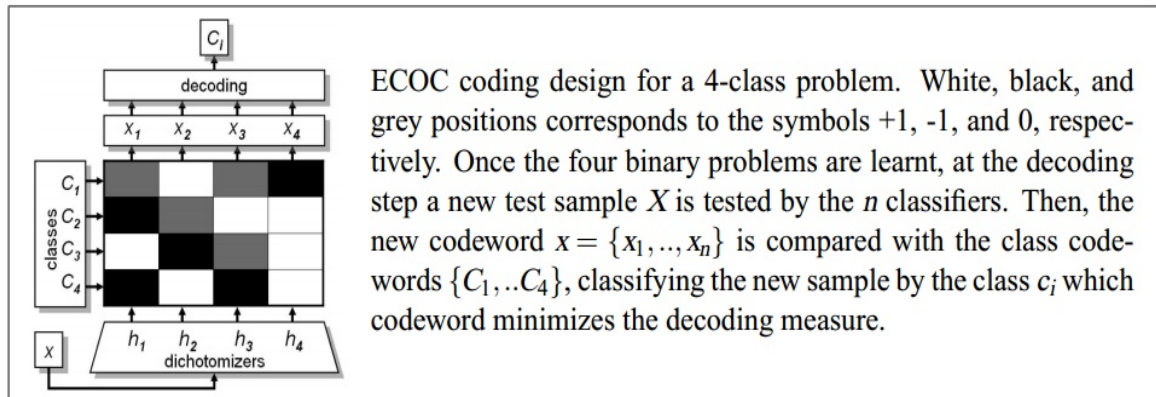 C_i
decoding
x_1 x_2 x_3 x_4
C_1
C_2
C_3
C_4
classes
h_1 h_2 h_3 h_4
dichotomizers
X
ECOC coding design for a 4-class problem. White, black, and
grey positions corresponds to the symbols +1, -1, and 0, respec-
tively. Once the four binary problems are learnt, at the decoding
step a new test sample X is tested by the n classifiers. Then, the
new codeword x = {x_1,..,x_n} is compared with the class code-
words {C_1,..C_4}, classifying the new sample by the class c_i which
codeword minimizes the decoding measure.